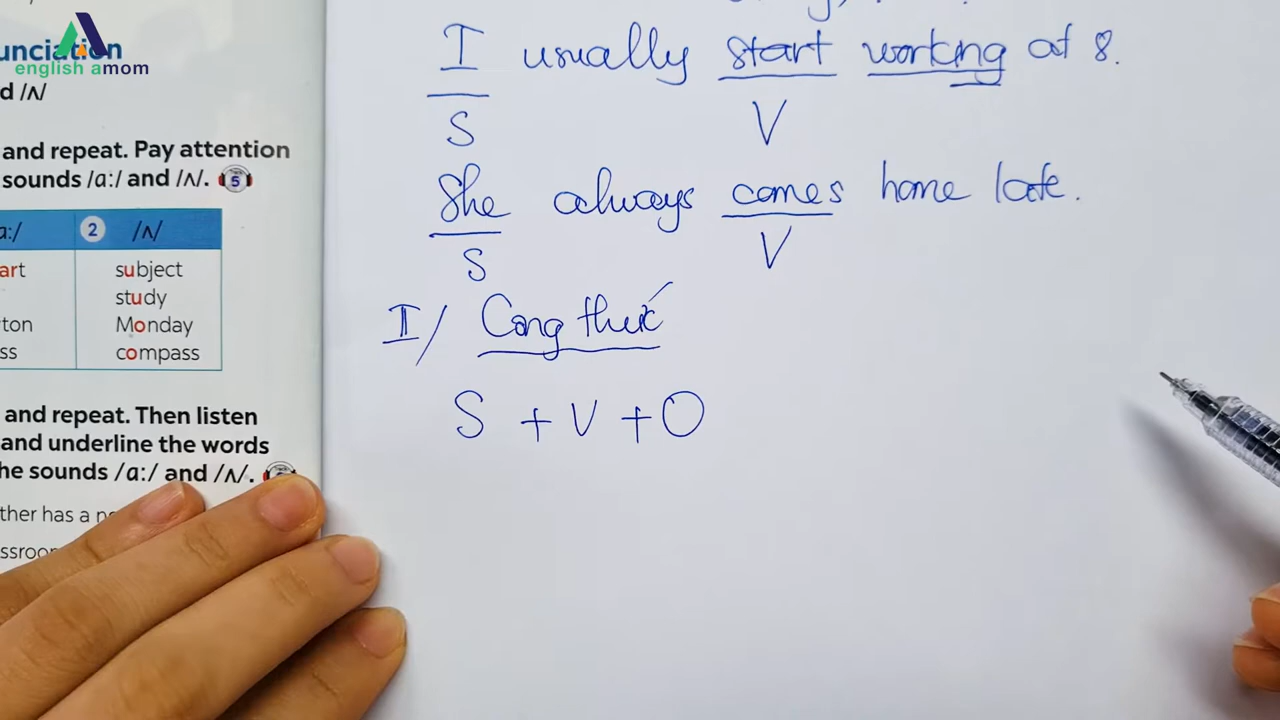 unciation
english amom
d /ʌ/
and repeat. Pay attention
sounds /ɑː/ and /ʌ/. 5
ɑː/ 2 /ʌ/
art subject
study
ton Monday
ss compass
and repeat. Then listen
and underline the words
he sounds /ɑː/ and /ʌ/.
ther has a
ssroo
I usually start working at 8.
S V
She always comes home late.
S V
I/ Công thức
S + V + O